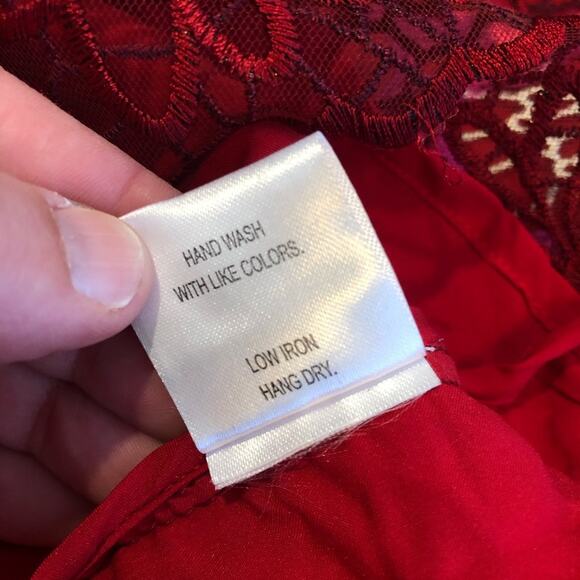 HAND WASH
WITH LIKE COLORS.
LOW IRON
HANG DRY.